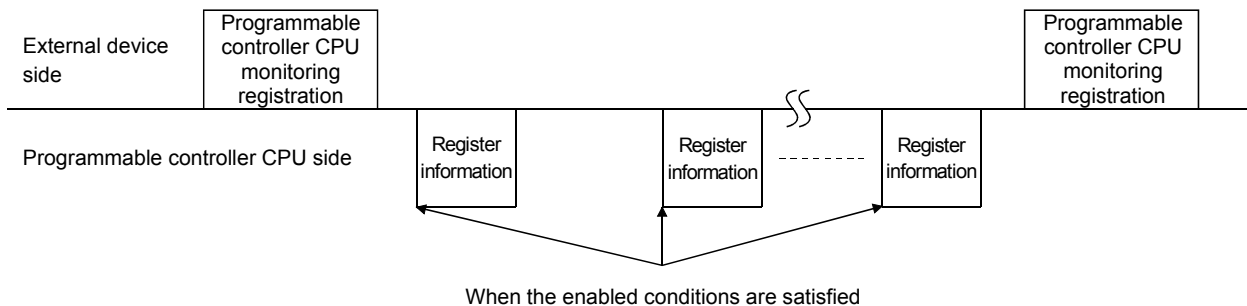 External device
side
Programmable
controller CPU
monitoring
registration
Programmable
controller CPU
monitoring
registration
Programmable controller CPU side
Register
information
Register
information
Register
information
When the enabled conditions are satisfied